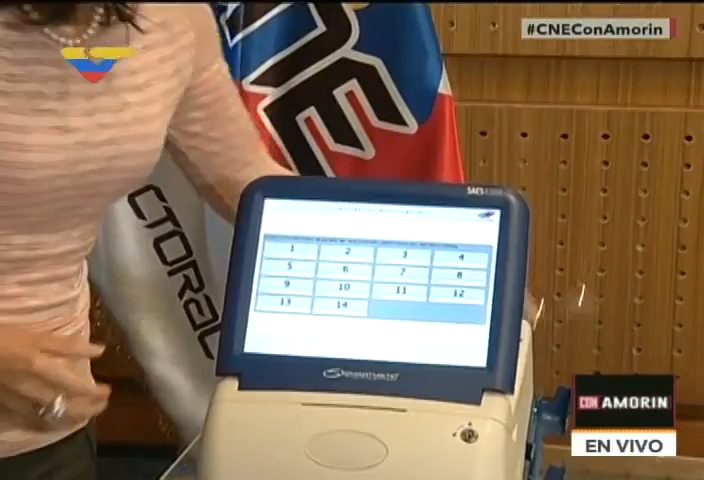 #CNEConAmorin
NE
CTORAL
SMARTMATIC
1 2 3 4
5 6 7 8
9 10 11 12
13 14
CON AMORIN
EN VIVO